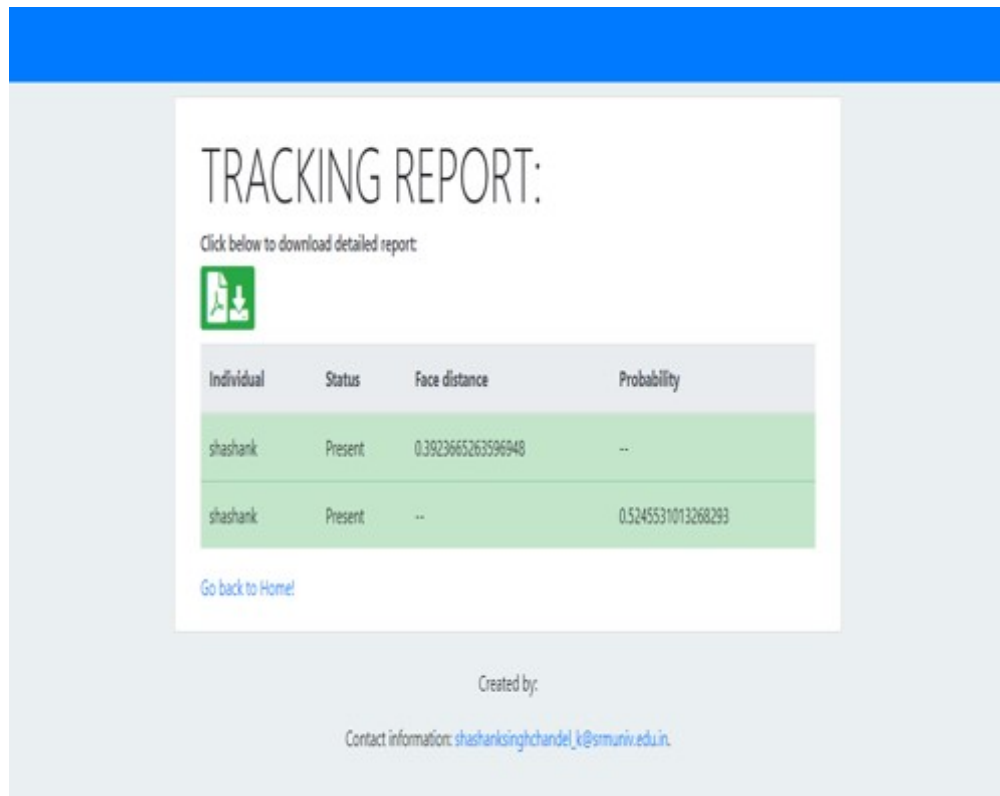 TRACKING REPORT:
Click below to download detailed report:
Individual Status Face distance Probability
shashank Present 0.3923665263596948 --
shashank Present -- 0.5245531013268293
Go back to Home!
Created by:
Contact information: shashanksinghchandel_k@srmuniv.edu.in.